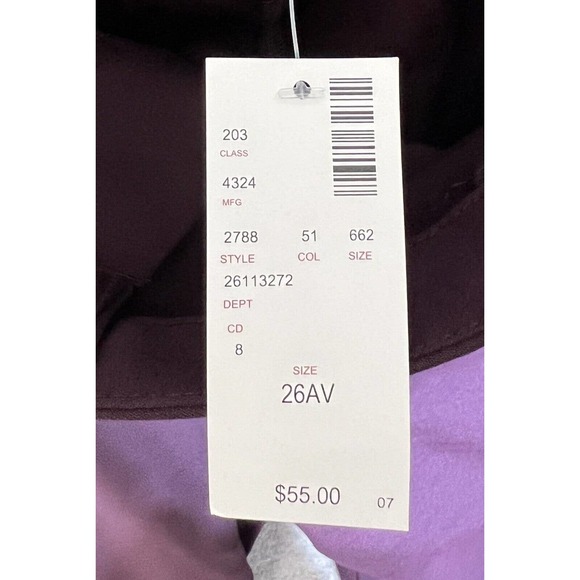 203
CLASS
4324
MFG
2788 51 662
STYLE COL SIZE
26113272
DEPT
CD
8
SIZE
26AV
$55.00 07